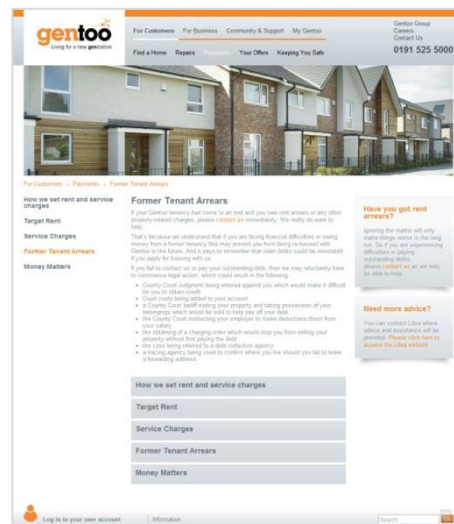 gentoo
Living for a new generation
For Customers For Business Community & Support My Gentoo
Find a Home Repairs Payments Your Offers Keeping You Safe
Gentoo Group
Careers
Contact Us
0191 525 5000
For Customers › Payments › Former Tenant Arrears
How we set rent and service
charges
Target Rent
Service Charges
Former Tenant Arrears
Money Matters
Former Tenant Arrears
If your Gentoo tenancy has come to an end and you owe rent arrears or any other
property-related charges, please contact us immediately. We really do want to
help.
That's because we understand that if you are facing financial difficulties or owing
money from a former tenancy this may prevent you from being re-housed with
Gentoo in the future. And it pays to remember that older debts could be reinstated
if you apply for housing with us.
If you fail to contact us or pay your outstanding debt, then we may reluctantly have
to commence legal action, which could result in the following:
County Court Judgment being entered against you which would make it difficult
for you to obtain credit
Court costs being added to your account
a County Court bailiff visiting your property and taking possession of your
belongings which would be sold to help pay off your debt
the County Court instructing your employer to make deductions direct from
your salary
the obtaining of a charging order which would stop you from selling your
property without first paying the debt
the case being referred to a debt collection agency
a tracing agency being used to confirm where you live should you fail to leave
a forwarding address.
Have you got rent
arrears?
Ignoring the matter will only
make things worse in the long
run. So if you are experiencing
difficulties in paying
outstanding debts,
please contact us as we may
be able to help.
Need more advice?
You can contact Libra where
advice and assistance will be
provided. Please click here to
access the Libra website.
How we set rent and service charges
Target Rent
Service Charges
Former Tenant Arrears
Money Matters
Log in to your user account
Information
Search